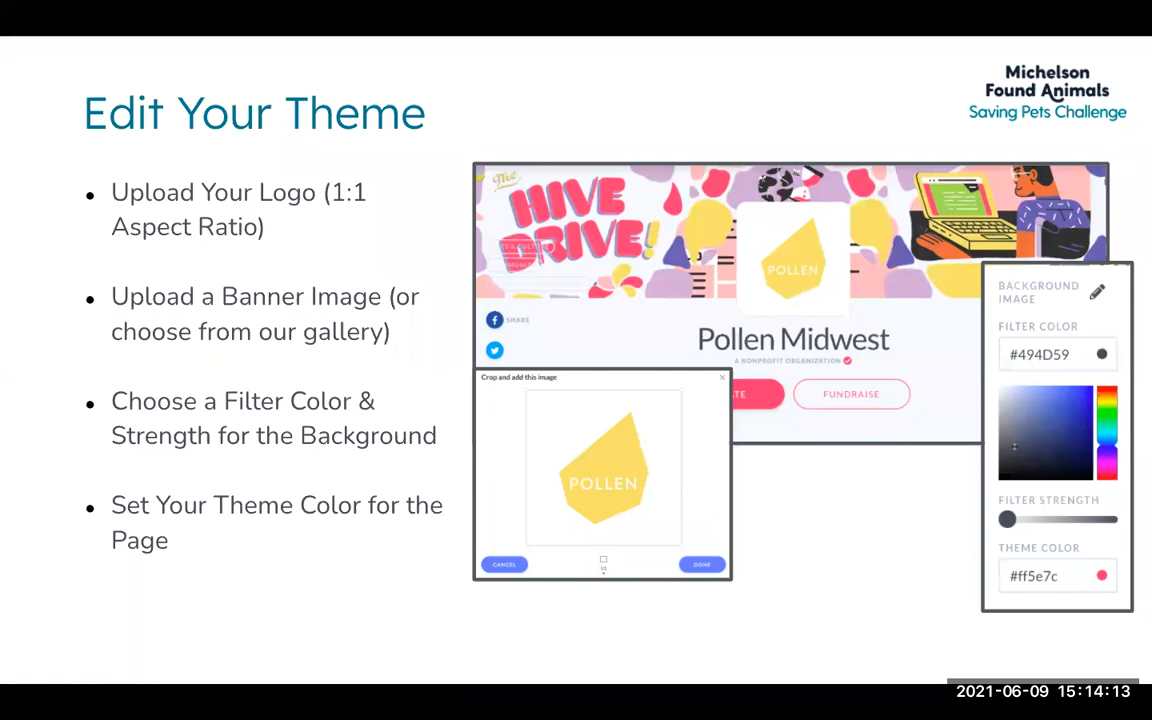 Michelson
Found Animals
Saving Pets Challenge
Edit Your Theme
Upload Your Logo (1:1
Aspect Ratio)
Upload a Banner Image (or
choose from our gallery)
Choose a Filter Color &
Strength for the Background
Set Your Theme Color for the
Page
The
HIVE
DRIVE!
POLLEN
SHARE
Pollen Midwest
A NONPROFIT ORGANIZATION
FUNDRAISE
Crop and add this image
POLLEN
CANCEL
1:1
DONE
BACKGROUND
IMAGE
FILTER COLOR
#494D59
FILTER STRENGTH
THEME COLOR
#ff5e7c
2021-06-09 15:14:13